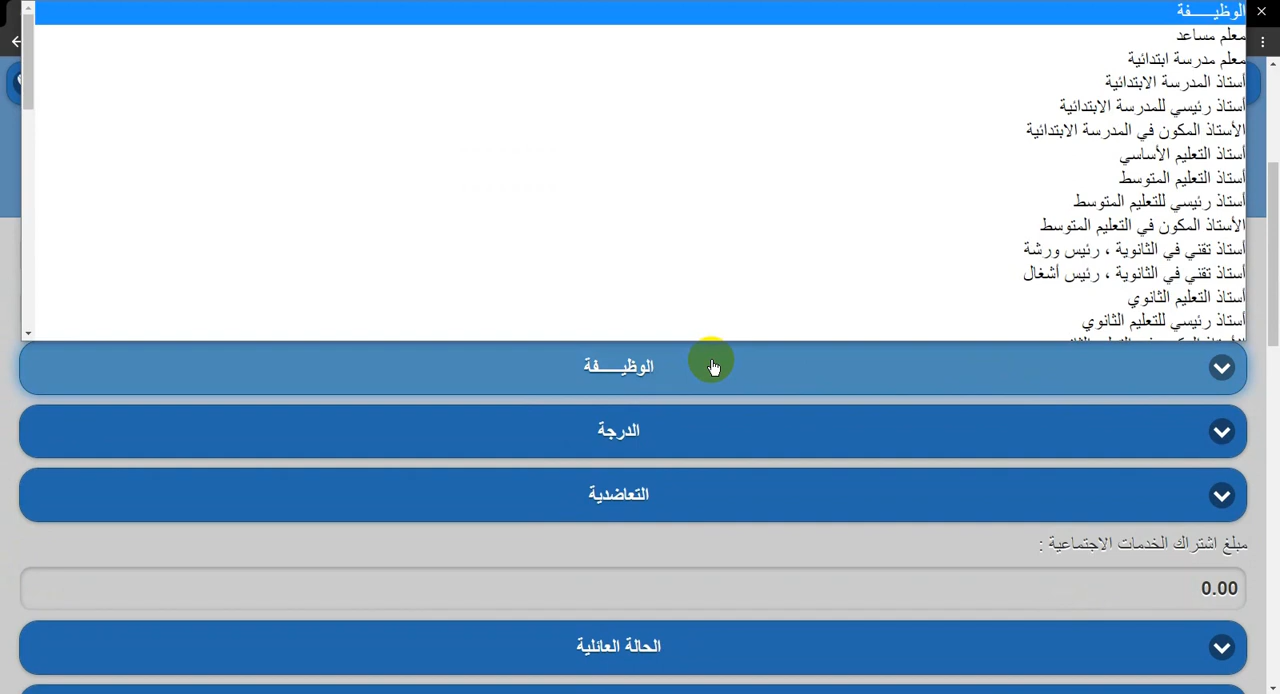 الوظيـــــفة
معلم مساعد
معلم مدرسة ابتدائية
أستاذ المدرسة الابتدائية
أستاذ رئيسي للمدرسة الابتدائية
الأستاذ المكون في المدرسة الابتدائية
أستاذ التعليم الأساسي
أستاذ التعليم المتوسط
أستاذ رئيسي للتعليم المتوسط
الأستاذ المكون في التعليم المتوسط
أستاذ تقني في الثانوية ، رئيس ورشة
أستاذ تقني في الثانوية ، رئيس أشغال
أستاذ التعليم الثانوي
أستاذ رئيسي للتعليم الثانوي
الوظيـــــفة
الدرجة
التعاضدية
مبلغ اشتراك الخدمات الاجتماعية :
0.00
الحالة العائلية